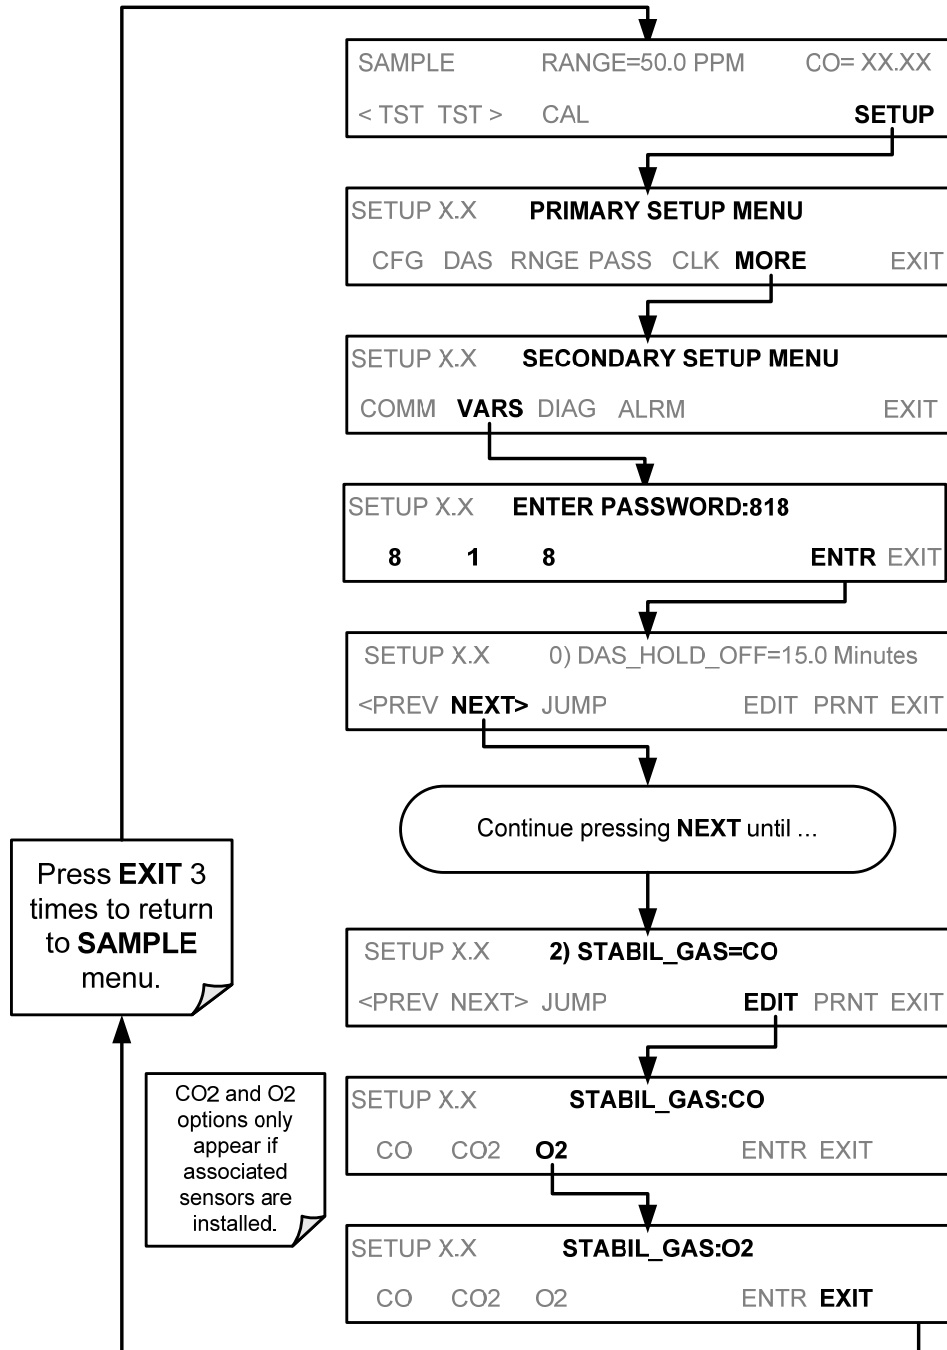 SAMPLE RANGE=50.0 PPM CO= XX.XX
< TST TST > CAL SETUP
SETUP X.X PRIMARY SETUP MENU
CFG DAS RNGE PASS CLK MORE EXIT
SETUP X.X SECONDARY SETUP MENU
COMM VARS DIAG ALRM EXIT
SETUP X.X ENTER PASSWORD:818
8 1 8 ENTR EXIT
SETUP X.X 0) DAS_HOLD_OFF=15.0 Minutes
<PREV NEXT> JUMP EDIT PRNT EXIT
Continue pressing NEXT until ...
SETUP X.X 2) STABIL_GAS=CO
<PREV NEXT> JUMP EDIT PRNT EXIT
SETUP X.X STABIL_GAS:CO
CO CO2 O2 ENTR EXIT
SETUP X.X STABIL_GAS:O2
CO CO2 O2 ENTR EXIT
Press EXIT 3
times to return
to SAMPLE
menu.
CO2 and O2
options only
appear if
associated
sensors are
installed.